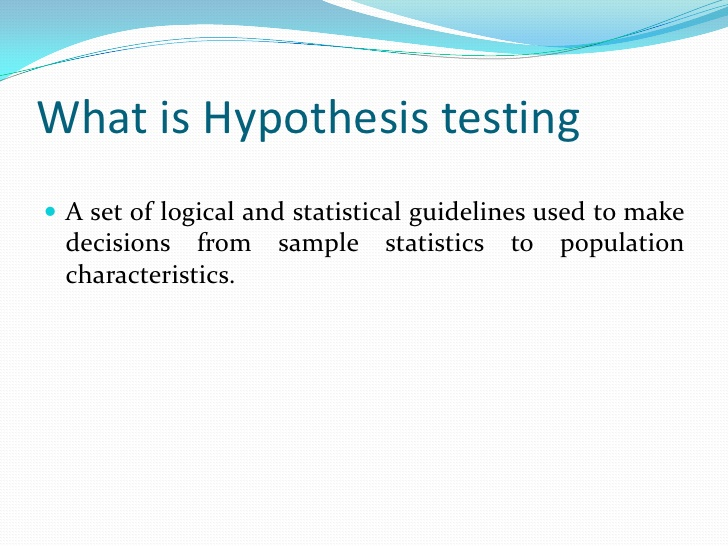 What is Hypothesis testing
• A set of logical and statistical guidelines used to make
decisions from sample statistics to population
characteristics.